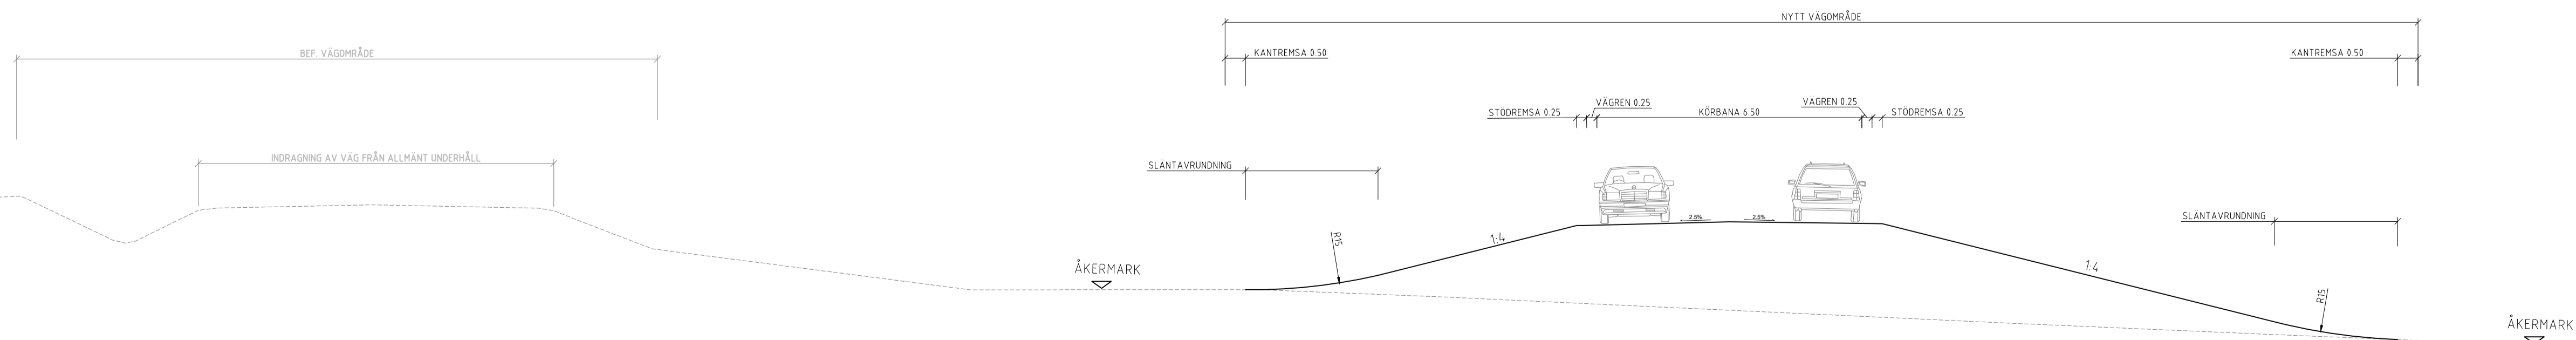 NYTT VÄGOMRÅDE
BEF. VÄGOMRÅDE
KANTREMSA 0.50
KANTREMSA 0.50
STÖDREMSA 0.25
VÄGREN 0.25
KÖRBANA 6.50
VÄGREN 0.25
STÖDREMSA 0.25
INDRAGNING AV VÄG FRÅN ALLMÄNT UNDERHÅLL
SLÄNTAVRUNDNING
SLÄNTAVRUNDNING
2.5%
2.5%
R15
1:4
1:4
ÅKERMARK
R15
ÅKERMARK